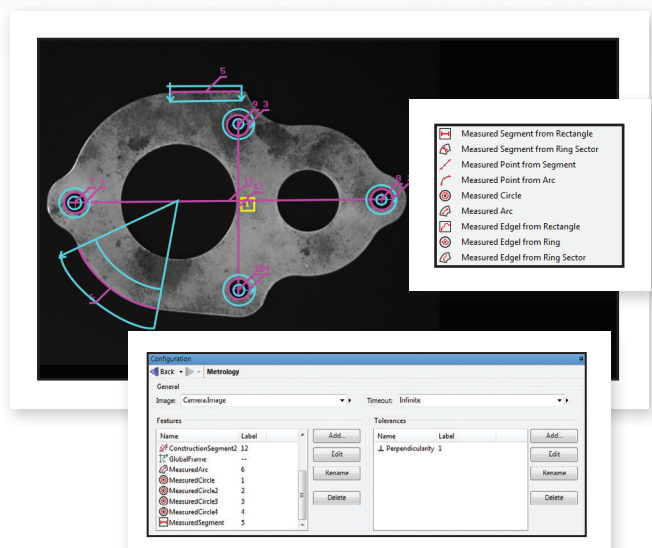 5
9 3
Measured Segment from Rectangle
Measured Segment from Ring Sector
Measured Point from Segment
Measured Point from Arc
Measured Circle
Measured Arc
Measured Edgel from Rectangle
Measured Edgel from Ring
Measured Edgel from Ring Sector
8
12
1
6
Configuration
Back Metrology
General
Image: Camera.Image Timeout: Infinite
Features Tolerances
Name Label Add... Name Label Add...
ConstructionSegment2 12 Perpendicularity 1
GlobalFrame -- Edit Edit
MeasuredArc 6
MeasuredCircle 1 Rename Rename
MeasuredCircle2 2
MeasuredCircle3 3 Delete Delete
MeasuredCircle4 4
MeasuredSegment 5